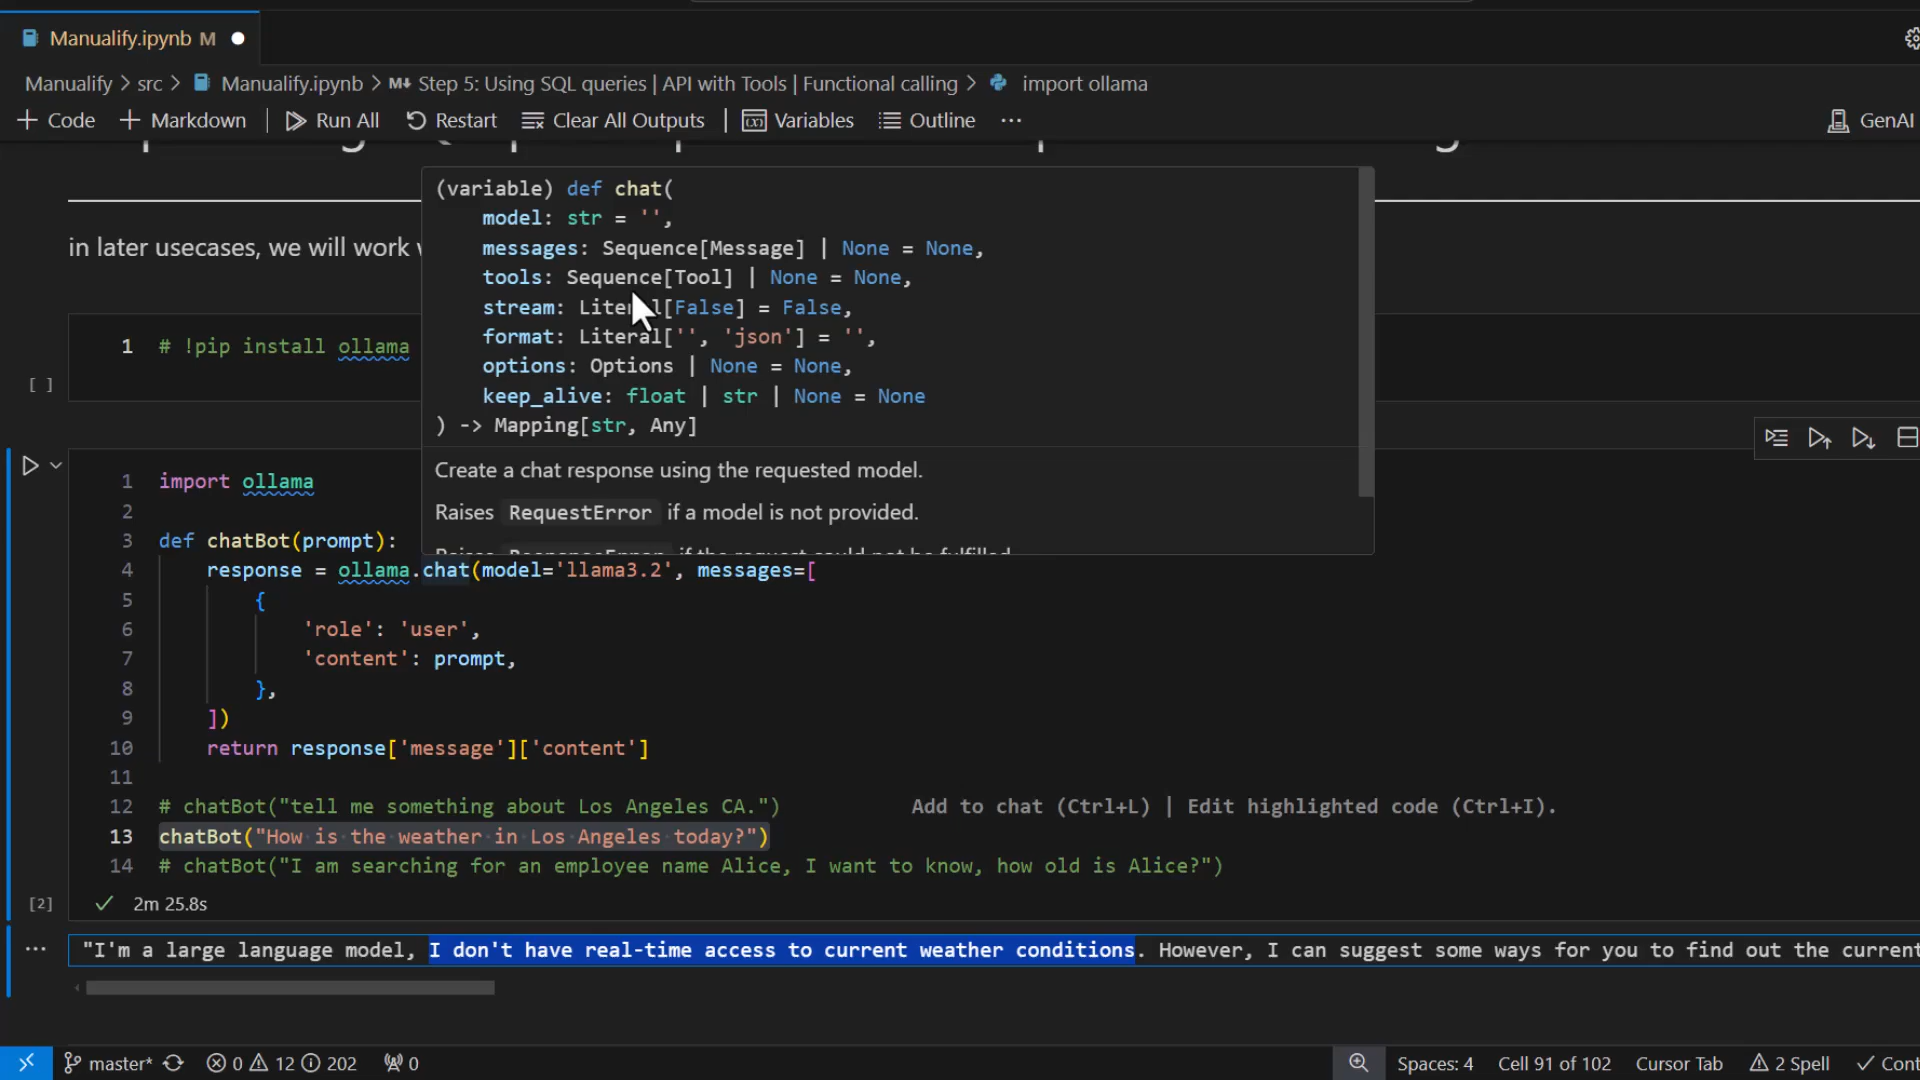 Manualify.ipynb M
Manualify > src > Manualify.ipynb > M↓ Step 5: Using SQL queries | API with Tools | Functional calling > import ollama
+ Code + Markdown | Run All Restart Clear All Outputs | Variables Outline ... GenAI
(variable) def chat(
model: str = '',
messages: Sequence[Message] | None = None,
tools: Sequence[Tool] | None = None,
stream: Literal[False] = False,
format: Literal['', 'json'] = '',
options: Options | None = None,
keep_alive: float | str | None = None
) -> Mapping[str, Any]
Create a chat response using the requested model.
Raises RequestError if a model is not provided.
Raises ResponseError if the request could not be fulfilled
in later usecases, we will work
1 # !pip install ollama
[ ]
1 import ollama
2
3 def chatBot(prompt):
4 response = ollama.chat(model='llama3.2', messages=[
5 {
6 'role': 'user',
7 'content': prompt,
8 },
9 ])
10 return response['message']['content']
11
12 # chatBot("tell me something about Los Angeles CA.") Add to chat (Ctrl+L) | Edit highlighted code (Ctrl+I).
13 chatBot("How is the weather in Los Angeles today?")
14 # chatBot("I am searching for an employee name Alice, I want to know, how old is Alice?")
[2] ✓ 2m 25.8s
... "I'm a large language model, I don't have real-time access to current weather conditions. However, I can suggest some ways for you to find out the current
master* 0 12 202 0 Spaces: 4 Cell 91 of 102 Cursor Tab 2 Spell ✓ Cont